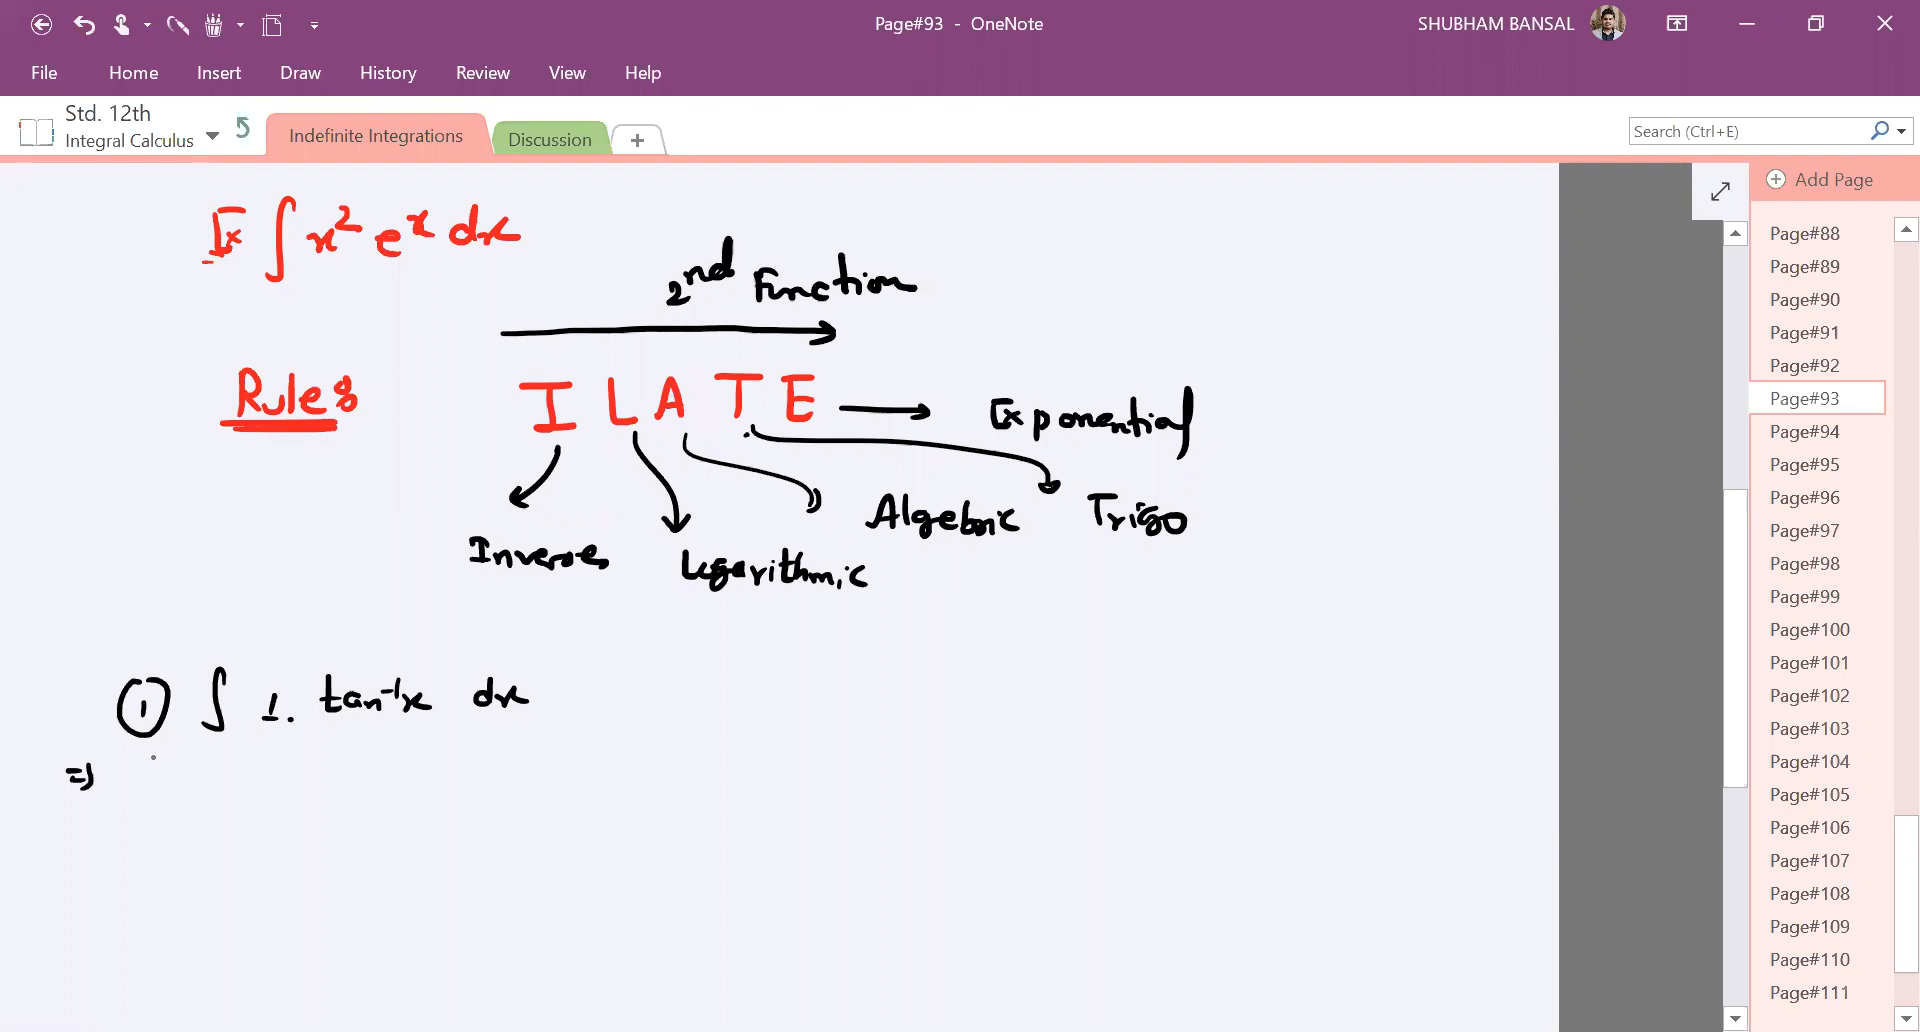 Page#93 - OneNote
SHUBHAM BANSAL
File Home Insert Draw History Review View Help
Std. 12th
Integral Calculus
Indefinite Integrations
Discussion
Search (Ctrl+E)
Add Page
Ex ∫ x² eˣ dx
2nd Function
Rules
I L A T E
Exponential
Algebric
Trigo
Inverse
Logarithmic
① ∫ 1. tan⁻¹x dx
⇒
Page#88
Page#89
Page#90
Page#91
Page#92
Page#93
Page#94
Page#95
Page#96
Page#97
Page#98
Page#99
Page#100
Page#101
Page#102
Page#103
Page#104
Page#105
Page#106
Page#107
Page#108
Page#109
Page#110
Page#111